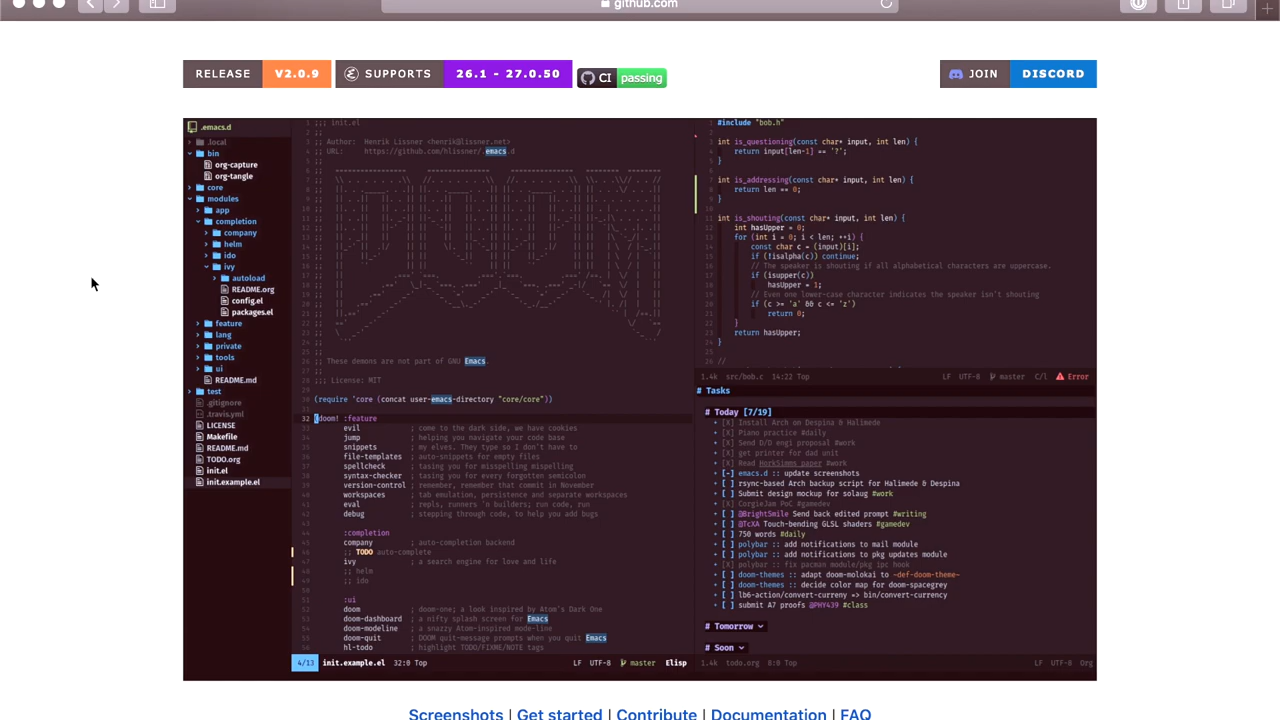 github.com
RELEASE V2.0.9 SUPPORTS 26.1 - 27.0.50 CI passing JOIN DISCORD
.emacs.d
.local
bin
org-capture
org-tangle
core
modules
app
completion
company
helm
ido
ivy
autoload
README.org
config.el
packages.el
feature
lang
private
tools
ui
README.md
test
.gitignore
.travis.yml
LICENSE
Makefile
README.md
TODO.org
init.el
init.example.el
;;; init.el
;;
;; Author: Henrik Lissner <henrik@lissner.net>
;; URL: https://github.com/hlissner/.emacs.d
;;
;; These demons are not part of GNU Emacs.
;;
;;; License: MIT
(require 'core (concat user-emacs-directory "core/core"))
(doom! :feature
evil ; come to the dark side, we have cookies
jump ; helping you navigate your code base
snippets ; my elves. They type so I don't have to
file-templates ; auto-snippets for empty files
spellcheck ; tasing you for misspelling mispelling
syntax-checker ; tasing you for every forgotten semicolon
version-control ; remember, remember that commit in November
workspaces ; tab emulation, persistence and separate workspaces
eval ; repls, runners 'n builders; run code, run
debug ; stepping through code, to help you add bugs
:completion
company ; auto-completion backend
;; TODO auto-complete
ivy ; a search engine for love and life
;; helm
;; ido
:ui
doom ; doom-one; a look inspired by Atom's Dark One
doom-dashboard ; a nifty splash screen for Emacs
doom-modeline ; a snazzy Atom-inspired mode-line
doom-quit ; DOOM quit-message prompts when you quit Emacs
hl-todo ; highlight TODO/FIXME/NOTE tags
4/13 init.example.el 32:0 Top LF UTF-8 master Elisp
#include "bob.h"
int is_questioning(const char* input, int len) {
return input[len-1] == '?';
}
int is_addressing(const char* input, int len) {
return len == 0;
}
int is_shouting(const char* input, int len) {
int hasUpper = 0;
for (int i = 0; i < len; ++i) {
const char c = (input)[i];
if (!isalpha(c)) continue;
// The speaker is shouting if all alphabetical characters are uppercase.
if (isupper(c))
hasUpper = 1;
// Even one lower-case character indicates the speaker isn't shouting
if (c >= 'a' && c <= 'z')
return 0;
}
return hasUpper;
}
//
1.4k src/bob.c 14:22 Top LF UTF-8 master C/l Error
# Tasks
# Today [7/19]
[X] Install Arch on Despina & Halimede
[X] Piano practice #daily
[X] Send D/D engi proposal #work
[X] get printer for dad unit
[X] Read HorkSimms paper #work
[-] emacs.d :: update screenshots
[ ] rsync-based Arch backup script for Halimede & Despina
[ ] Submit design mockup for solaug #work
[X] CorgieJam PoC #gamedev
[ ] @BrightSmile Send back edited prompt #writing
[ ] @TcXA Touch-bending GLSL shaders #gamedev
[ ] 750 words #daily
[ ] polybar :: add notifications to mail module
[ ] polybar :: add notifications to pkg updates module
[X] polybar :: fix pacman module/pkg ipc hook
[ ] doom-themes :: adapt doom-molokai to ~def-doom-theme~
[ ] doom-themes :: decide color map for doom-spacegrey
[ ] lb6-action/convert-curreny => bin/convert-currency
[ ] submit A7 proofs @PHY439 #class
# Tomorrow
# Soon
1.4k todo.org 8:0 Top LF UTF-8 Org
Screenshots | Get started | Contribute | Documentation | FAQ